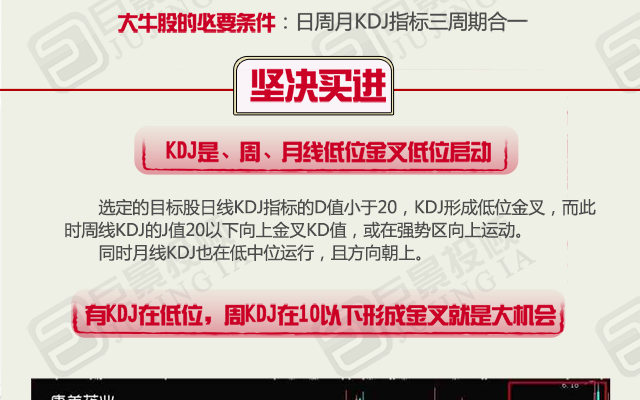 大牛股的必要条件：日周月KDJ指标三周期合一
坚决买进
KDJ是、周、月线低位金叉低位启动
选定的目标股日线KDJ指标的D值小于20，KDJ形成低位金叉，而此
时周线KDJ的J值20以下向上金叉KD值，或在强势区向上运动。
同时月线KDJ也在低中位运行，且方向朝上。
有KDJ在低位，周KDJ在10以下形成金叉就是大机会